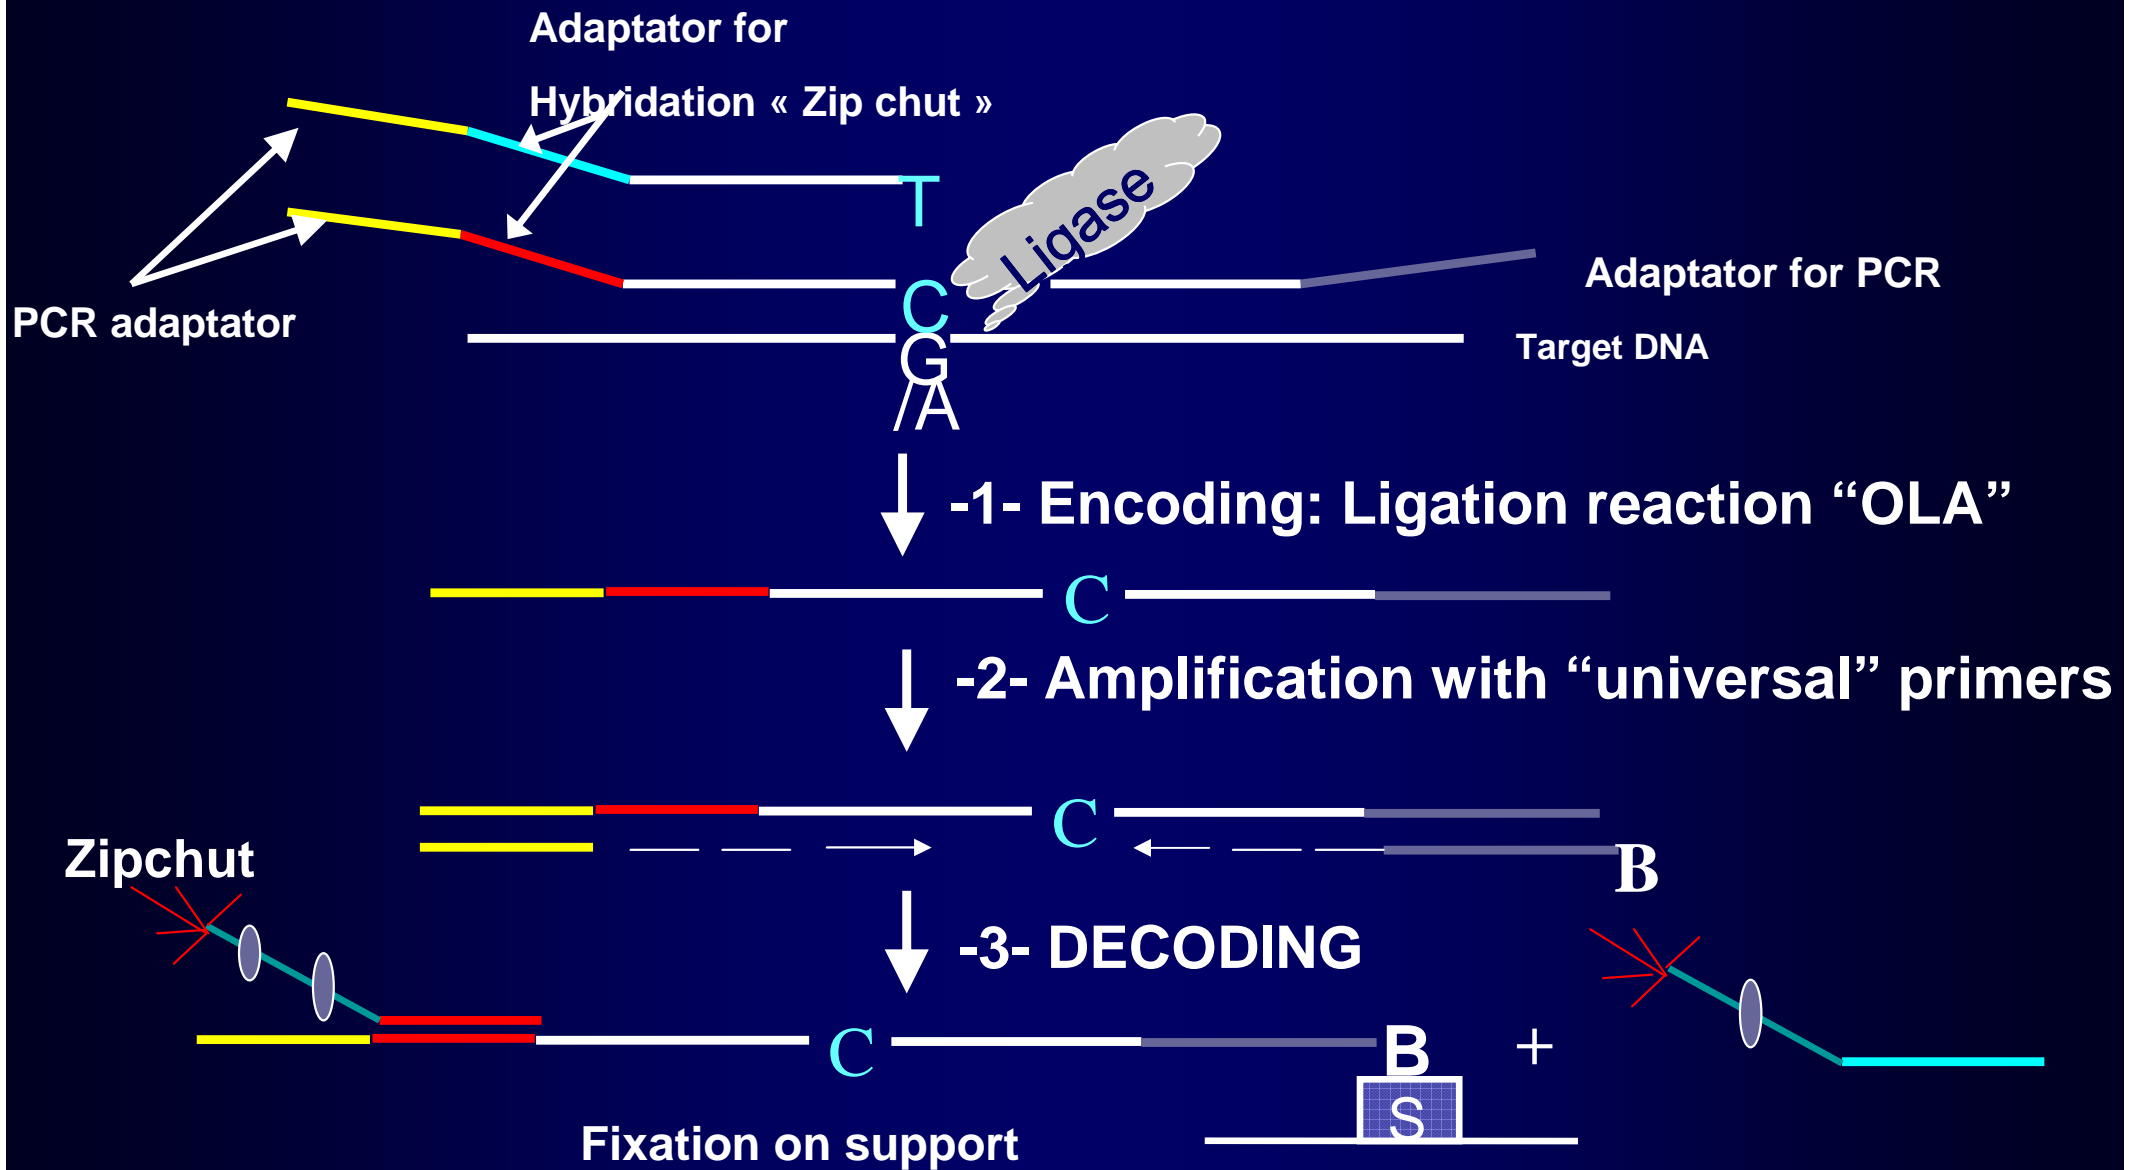 Adaptator for
Hybridation « Zip chut »
T
Ligase
C
Adaptator for PCR
PCR adaptator
G
/A
Target DNA
-1- Encoding: Ligation reaction “OLA”
C
-2- Amplification with “universal” primers
C
B
Zipchut
-3- DECODING
C
B
+
S
Fixation on support